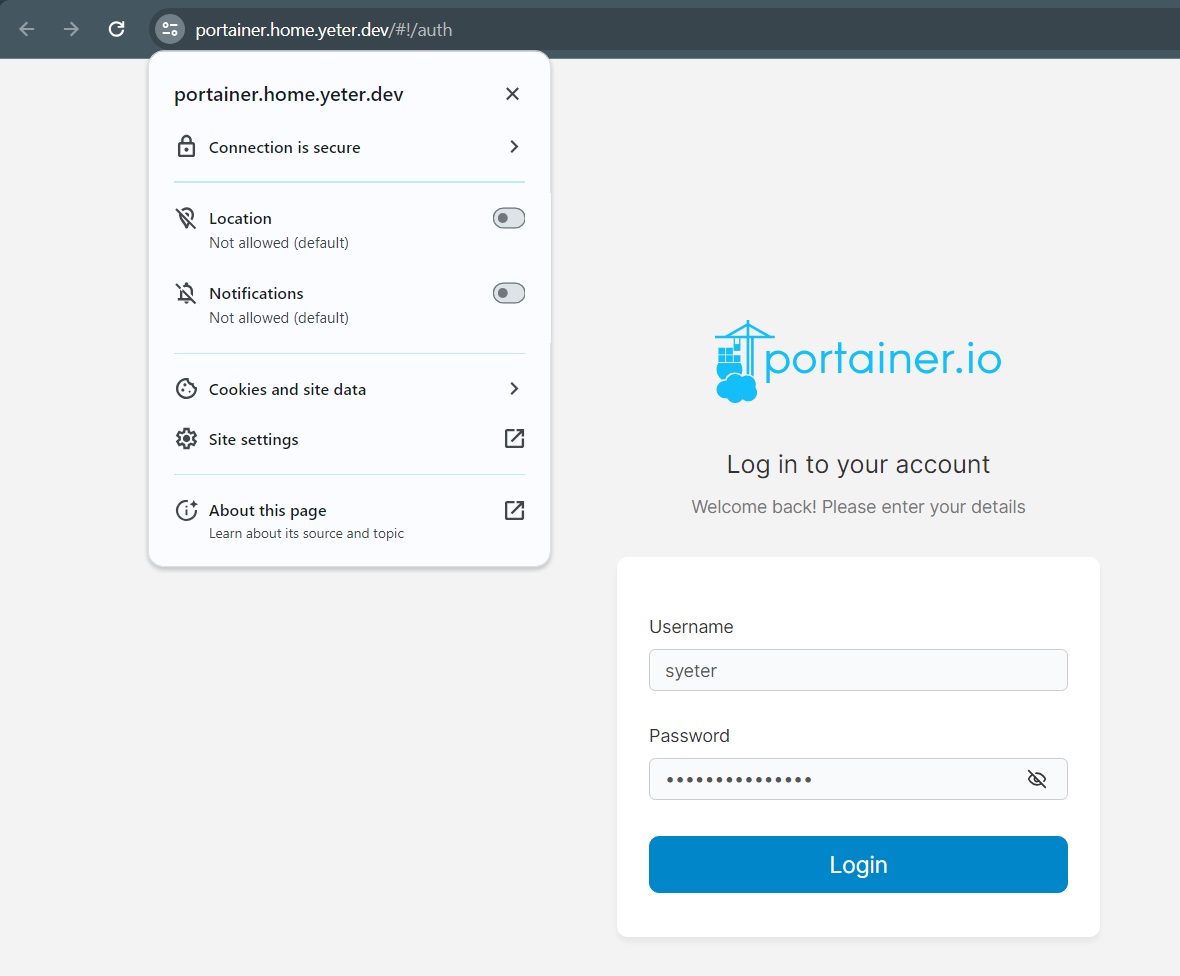 portainer.home.yeter.dev/#!/auth
portainer.home.yeter.dev
Connection is secure
Location
Not allowed (default)
Notifications
Not allowed (default)
Cookies and site data
Site settings
About this page
Learn about its source and topic
portainer.io
Log in to your account
Welcome back! Please enter your details
Username
syeter
Password
•••••••••••••••
Login